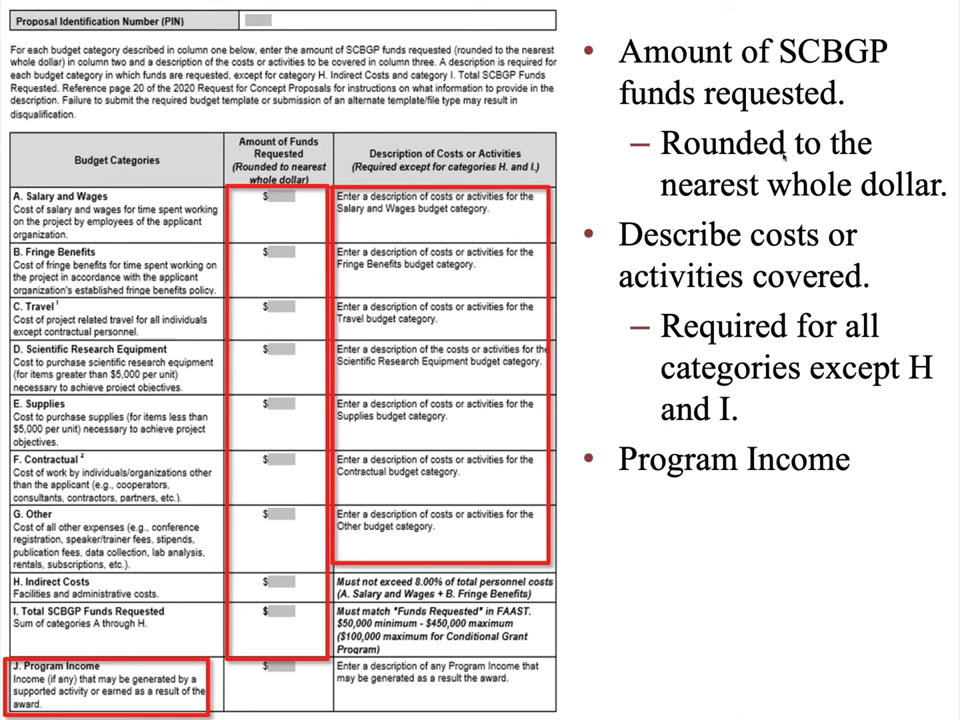 Proposal Identification Number (PIN)
For each budget category described in column one below, enter the amount of SCBGP funds requested (rounded to the nearest
whole dollar) in column two and a description of the costs or activities to be covered in column three. A description is required for
each budget category in which funds are requested, except for category H. Indirect Costs and category I. Total SCBGP Funds
Requested. Reference page 20 of the 2020 Request for Concept Proposals for instructions on what information to provide in the
description. Failure to submit the required budget template or submission of an alternate template/file type may result in
disqualification.
Budget Categories
Amount of Funds
Requested
(Rounded to nearest
whole dollar)
Description of Costs or Activities
(Required except for categories H. and I.)
A. Salary and Wages
Cost of salary and wages for time spent working
on the project by employees of the applicant
organization.
$
Enter a description of costs or activities for the
Salary and Wages budget category.
B. Fringe Benefits
Cost of fringe benefits for time spent working on
the project in accordance with the applicant
organization's established fringe benefits policy.
$
Enter a description of costs or activities for the
Fringe Benefits budget category.
C. Travel ¹
Cost of project related travel for all individuals
except contractual personnel.
$
Enter a description of costs or activities for the
Travel budget category.
D. Scientific Research Equipment
Cost to purchase scientific research equipment
(for items greater than $5,000 per unit)
necessary to achieve project objectives.
$
Enter a description of the costs or activities for the
Scientific Research Equipment budget category.
E. Supplies
Cost to purchase supplies (for items less than
$5,000 per unit) necessary to achieve project
objectives.
$
Enter a description of costs or activities for the
Supplies budget category.
F. Contractual ²
Cost of work by individuals/organizations other
than the applicant (e.g., cooperators,
consultants, contractors, partners, etc.).
$
Enter a description of costs or activities for the
Contractual budget category.
G. Other
Cost of all other expenses (e.g., conference
registration, speaker/trainer fees, stipends,
publication fees, data collection, lab analysis,
rentals, subscriptions, etc.).
$
Enter a description of costs or activities for the
Other budget category.
H. Indirect Costs
Facilities and administrative costs.
$
Must not exceed 8.00% of total personnel costs
(A. Salary and Wages + B. Fringe Benefits)
I. Total SCBGP Funds Requested
Sum of categories A through H.
$
Must match "Funds Requested" in FAAST.
$50,000 minimum - $450,000 maximum
($100,000 maximum for Conditional Grant
Program)
J. Program Income
Income (if any) that may be generated by a
supported activity or earned as a result of the
award.
$
Enter a description of any Program Income that
may be generated as a result the award.
• Amount of SCBGP
funds requested.
– Rounded to the
nearest whole dollar.
• Describe costs or
activities covered.
– Required for all
categories except H
and I.
• Program Income